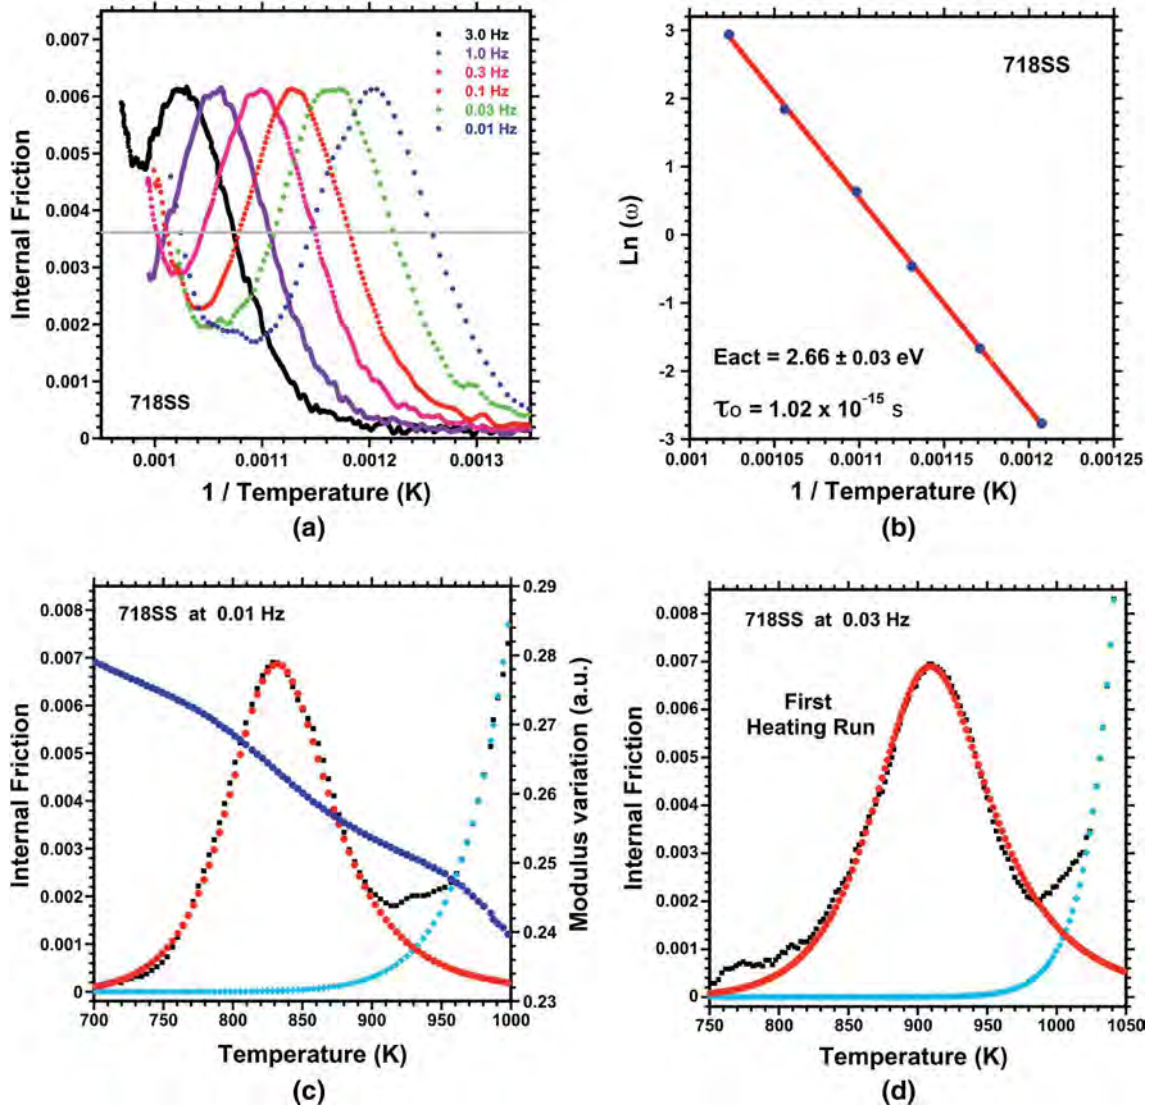 0.007
0.006
0.005
0.004
0.003
0.002
0.001
0
Internal Friction
3.0 Hz
1.0 Hz
0.3 Hz
0.1 Hz
0.03 Hz
0.01 Hz
718SS
0.001 0.0011 0.0012 0.0013
1 / Temperature (K)
(a)
3
2
1
0
-1
-2
-3
Ln (ω)
718SS
Eact = 2.66 ± 0.03 eV
τo = 1.02 x 10⁻¹⁵ s
0.001 0.00105 0.0011 0.00115 0.0012 0.00125
1 / Temperature (K)
(b)
0.008
0.007
0.006
0.005
0.004
0.003
0.002
0.001
0
Internal Friction
718SS at 0.01 Hz
0.29
0.28
0.27
0.26
0.25
0.24
0.23
Modulus variation (a.u.)
700 750 800 850 900 950 1000
Temperature (K)
(c)
0.008
0.007
0.006
0.005
0.004
0.003
0.002
0.001
0
Internal Friction
718SS at 0.03 Hz
First
Heating Run
750 800 850 900 950 1000 1050
Temperature (K)
(d)